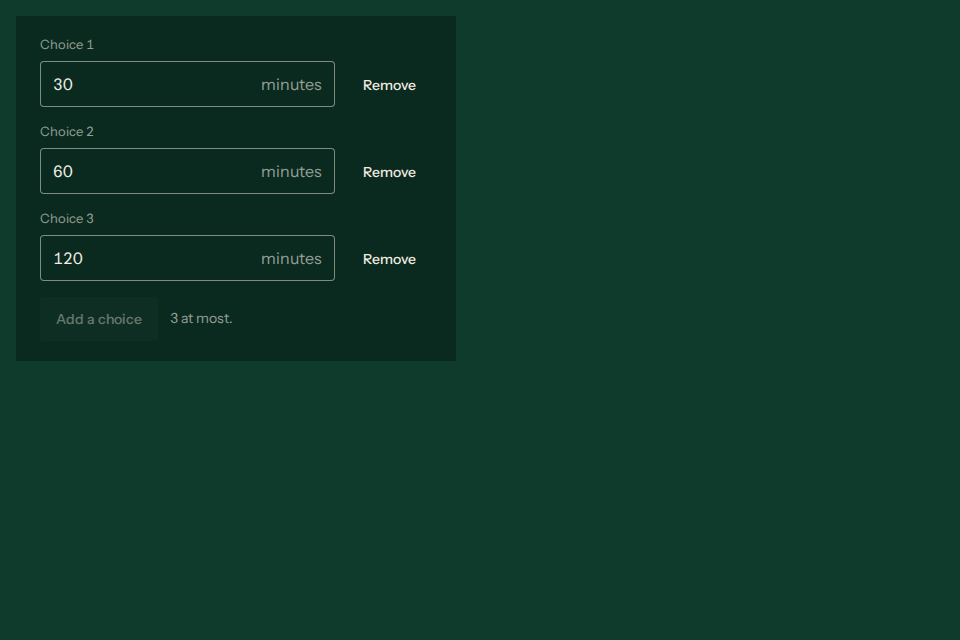 Choice 1
30 minutes Remove
Choice 2
60 minutes Remove
Choice 3
120 minutes Remove
Add a choice 3 at most.